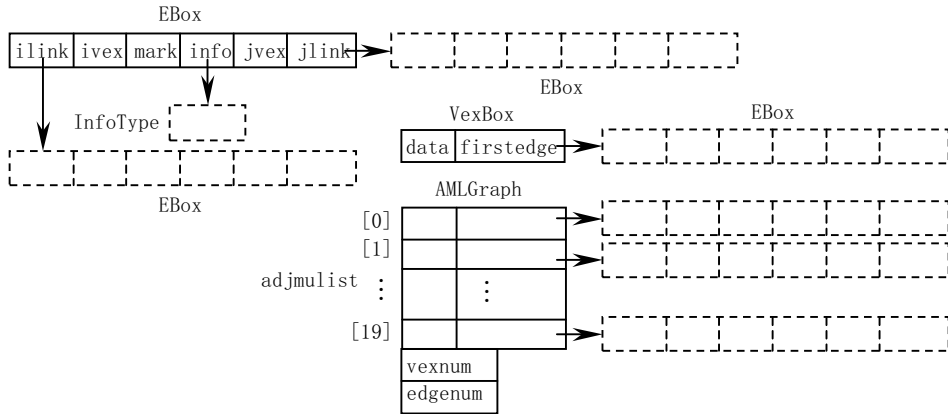 EBox
ilink ivex mark info jvex jlink
EBox
InfoType
EBox
VexBox
data firstedge
EBox
AMLGraph
[0]
[1]
adjmulist ⋮ ⋮
[19]
vexnum
edgenum